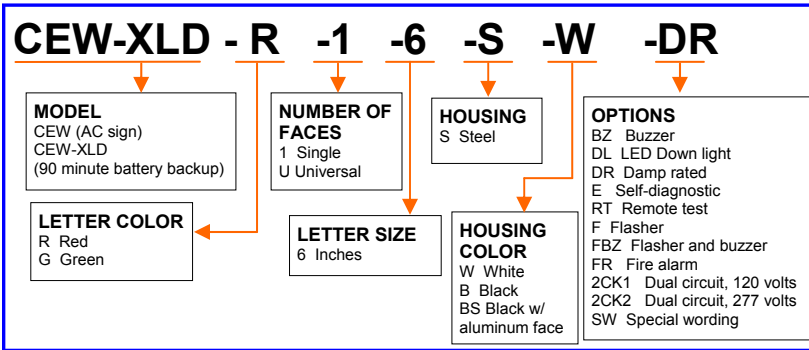 CEW-XLD - R -1 -6 -S -W -DR
MODEL
CEW (AC sign)
CEW-XLD
(90 minute battery backup)
LETTER COLOR
R Red
G Green
NUMBER OF
FACES
1 Single
U Universal
LETTER SIZE
6 Inches
HOUSING
S Steel
HOUSING
COLOR
W White
B Black
BS Black w/
aluminum face
OPTIONS
BZ Buzzer
DL LED Down light
DR Damp rated
E Self-diagnostic
RT Remote test
F Flasher
FBZ Flasher and buzzer
FR Fire alarm
2CK1 Dual circuit, 120 volts
2CK2 Dual circuit, 277 volts
SW Special wording